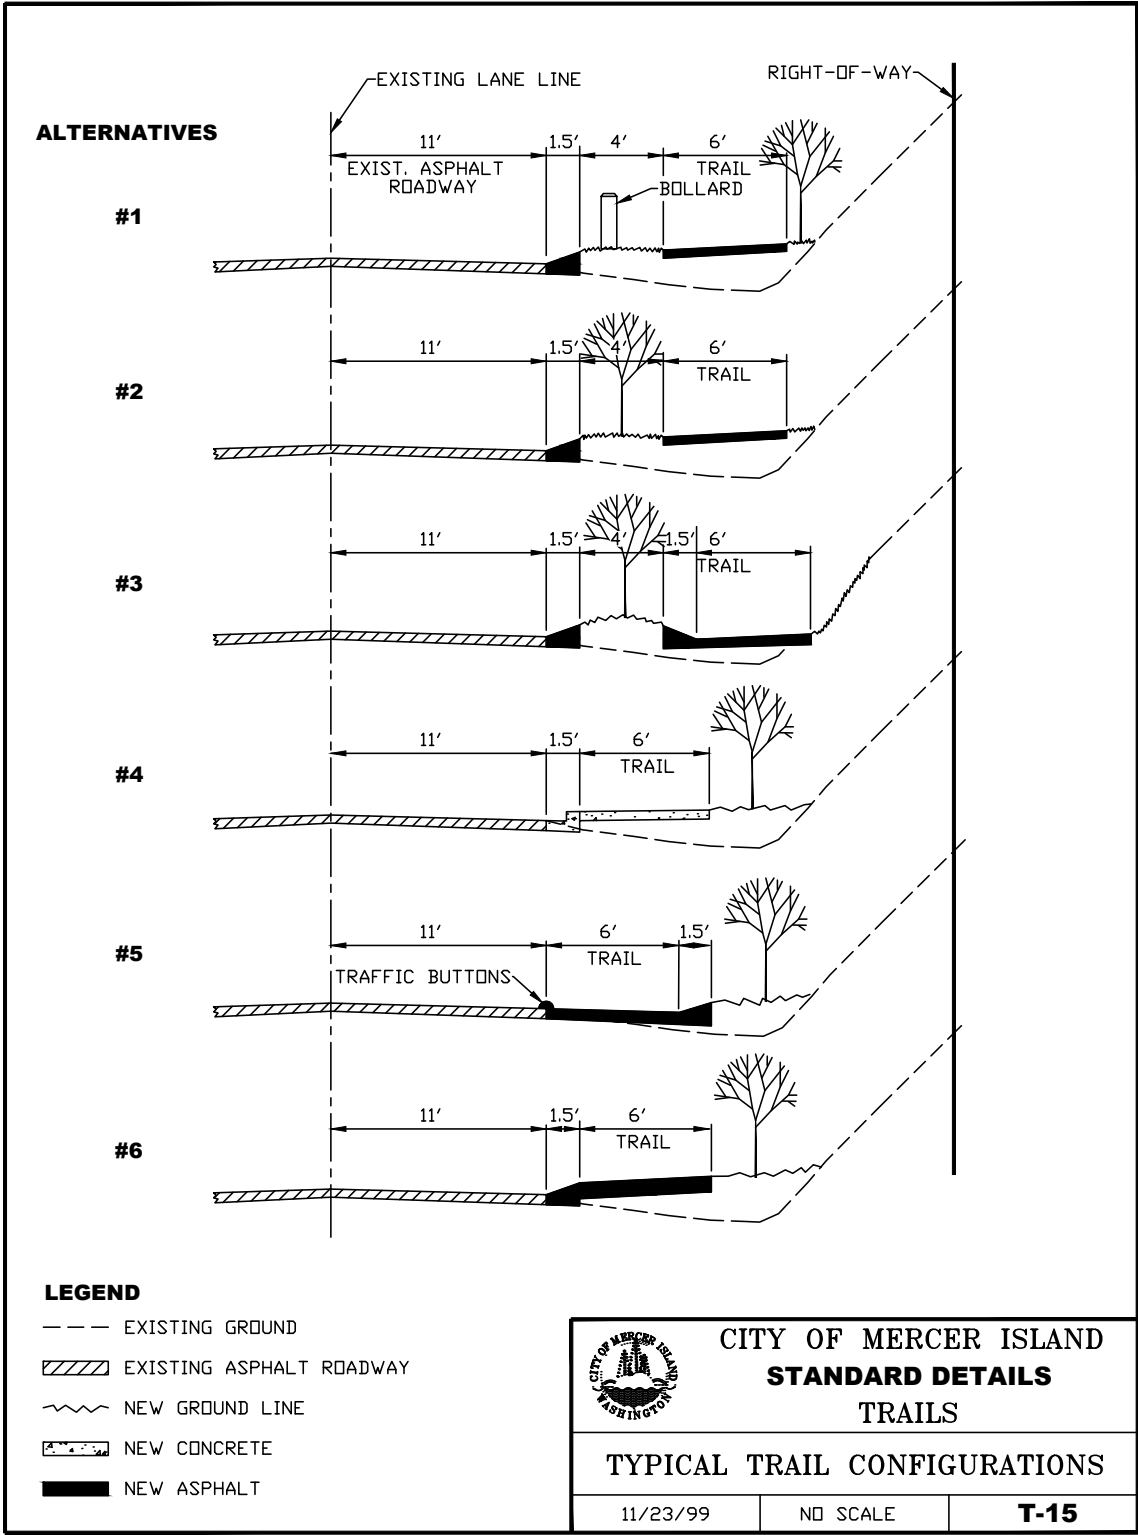 EXISTING LANE LINE
RIGHT-OF-WAY
ALTERNATIVES
11' 1.5' 4' 6'
EXIST. ASPHALT
ROADWAY
TRAIL
BOLLARD
#1
11' 1.5' 4' 6'
TRAIL
#2
11' 1.5' 4' 1.5' 6'
TRAIL
#3
11' 1.5' 6'
TRAIL
#4
11' 6' 1.5'
TRAIL
#5
TRAFFIC BUTTONS
11' 1.5' 6'
TRAIL
#6
LEGEND
EXISTING GROUND
EXISTING ASPHALT ROADWAY
NEW GROUND LINE
NEW CONCRETE
NEW ASPHALT
CITY OF MERCER ISLAND
WASHINGTON
CITY OF MERCER ISLAND
STANDARD DETAILS
TRAILS
TYPICAL TRAIL CONFIGURATIONS
11/23/99 NO SCALE T-15